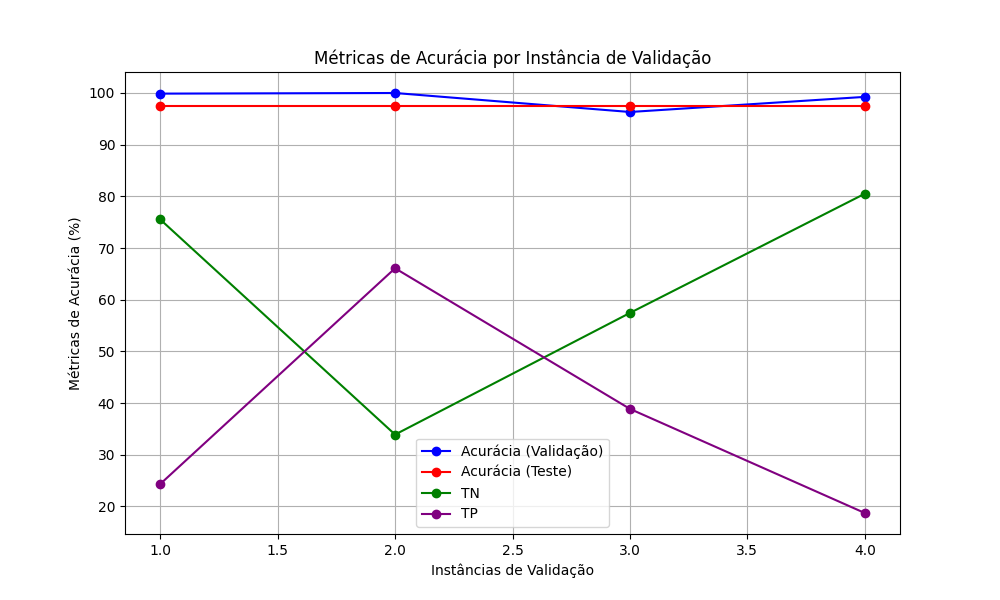 Métricas de Acurácia por Instância de Validação
Métricas de Acurácia (%)
100
90
80
70
60
50
40
30
20
Acurácia (Validação)
Acurácia (Teste)
TN
TP
1.0 1.5 2.0 2.5 3.0 3.5 4.0
Instâncias de Validação